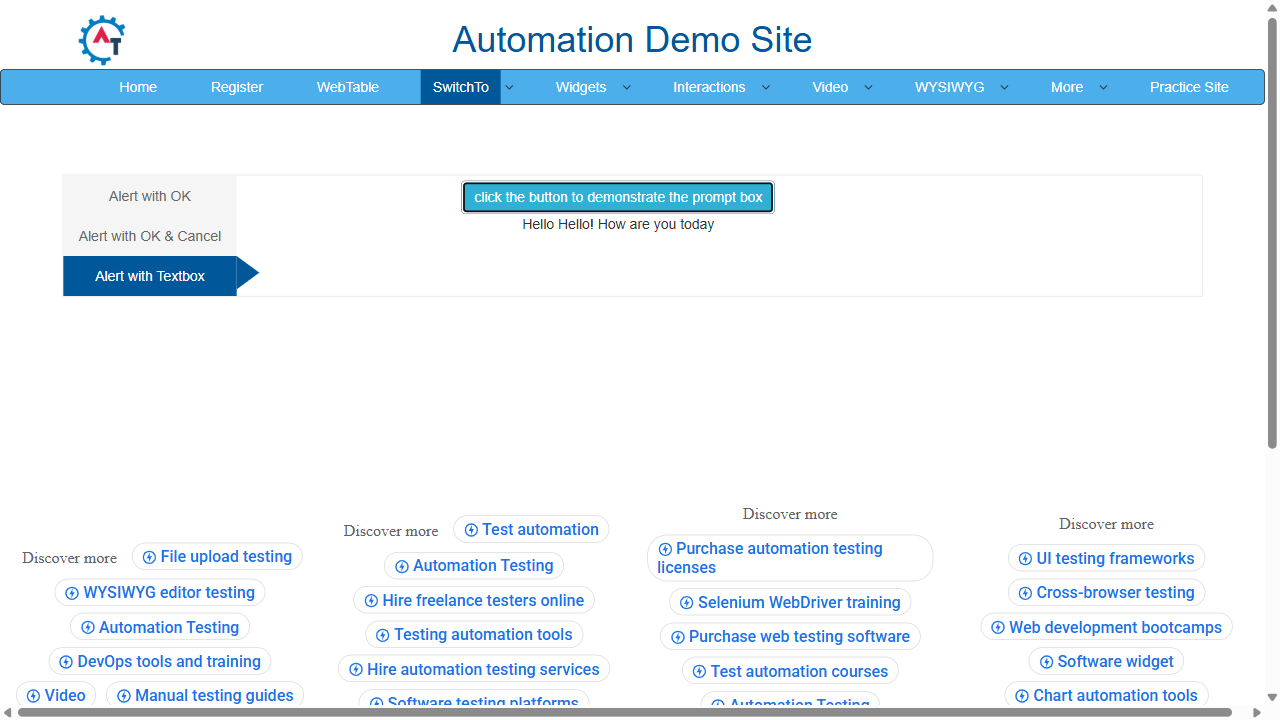 Automation Demo Site
Home Register WebTable SwitchTo Widgets Interactions Video WYSIWYG More Practice Site
Alert with OK
Alert with OK & Cancel
Alert with Textbox
click the button to demonstrate the prompt box
Hello Hello! How are you today
Discover more
File upload testing
WYSIWYG editor testing
Automation Testing
DevOps tools and training
Video
Manual testing guides
Discover more
Test automation
Automation Testing
Hire freelance testers online
Testing automation tools
Hire automation testing services
Software testing platforms
Discover more
Purchase automation testing
licenses
Selenium WebDriver training
Purchase web testing software
Test automation courses
Automation Testing
Discover more
UI testing frameworks
Cross-browser testing
Web development bootcamps
Software widget
Chart automation tools